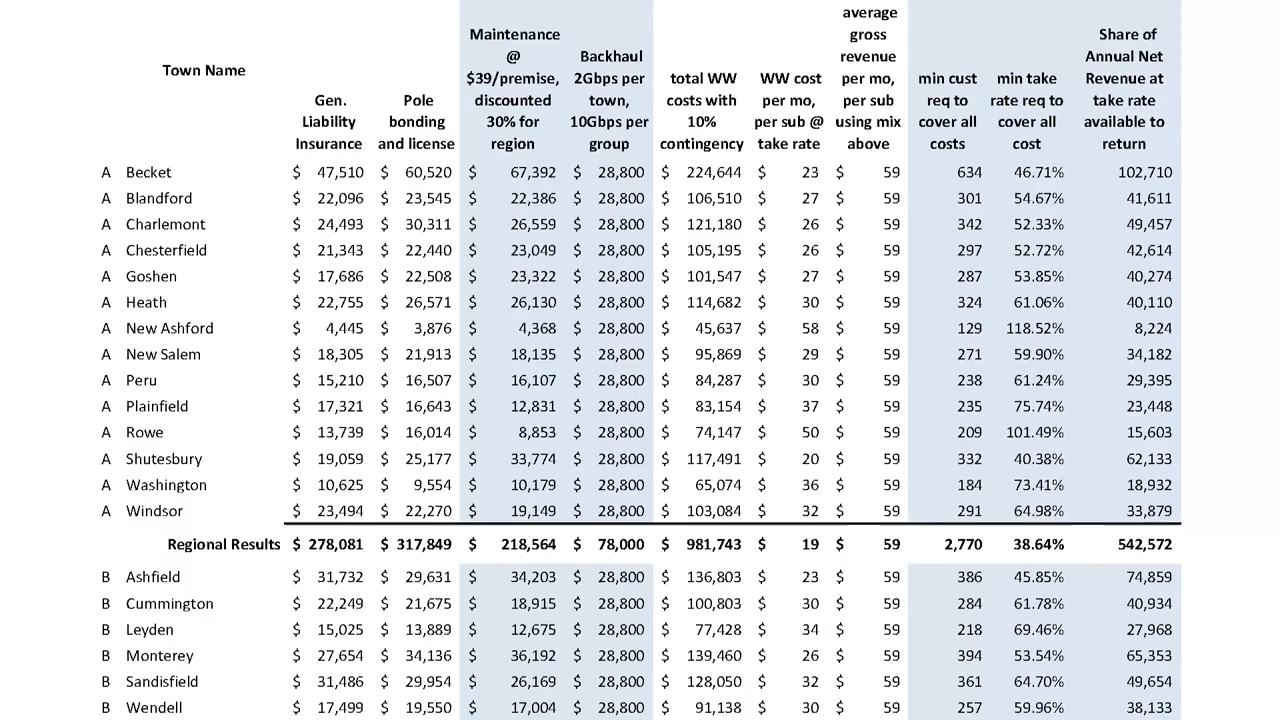 Town Name Gen. Liability Insurance Pole bonding and license Maintenance @ $39/premise, discounted 30% for region Backhaul 2Gbps per town, 10Gbps per group total WW costs with 10% contingency WW cost per mo, per sub @ take rate average gross revenue per mo, per sub using mix above min cust req to cover all costs min take rate req to cover all cost Share of Annual Net Revenue at take rate available to return
A Becket $ 47,510 $ 60,520 $ 67,392 $ 28,800 $ 224,644 $ 23 $ 59 634 46.71% 102,710
A Blandford $ 22,096 $ 23,545 $ 22,386 $ 28,800 $ 106,510 $ 27 $ 59 301 54.67% 41,611
A Charlemont $ 24,493 $ 30,311 $ 26,559 $ 28,800 $ 121,180 $ 26 $ 59 342 52.33% 49,457
A Chesterfield $ 21,343 $ 22,440 $ 23,049 $ 28,800 $ 105,195 $ 26 $ 59 297 52.72% 42,614
A Goshen $ 17,686 $ 22,508 $ 23,322 $ 28,800 $ 101,547 $ 27 $ 59 287 53.85% 40,274
A Heath $ 22,755 $ 26,571 $ 26,130 $ 28,800 $ 114,682 $ 30 $ 59 324 61.06% 40,110
A New Ashford $ 4,445 $ 3,876 $ 4,368 $ 28,800 $ 45,637 $ 58 $ 59 129 118.52% 8,224
A New Salem $ 18,305 $ 21,913 $ 18,135 $ 28,800 $ 95,869 $ 29 $ 59 271 59.90% 34,182
A Peru $ 15,210 $ 16,507 $ 16,107 $ 28,800 $ 84,287 $ 30 $ 59 238 61.24% 29,395
A Plainfield $ 17,321 $ 16,643 $ 12,831 $ 28,800 $ 83,154 $ 37 $ 59 235 75.74% 23,448
A Rowe $ 13,739 $ 16,014 $ 8,853 $ 28,800 $ 74,147 $ 50 $ 59 209 101.49% 15,603
A Shutesbury $ 19,059 $ 25,177 $ 33,774 $ 28,800 $ 117,491 $ 20 $ 59 332 40.38% 62,133
A Washington $ 10,625 $ 9,554 $ 10,179 $ 28,800 $ 65,074 $ 36 $ 59 184 73.41% 18,932
A Windsor $ 23,494 $ 22,270 $ 19,149 $ 28,800 $ 103,084 $ 32 $ 59 291 64.98% 33,879
Regional Results $ 278,081 $ 317,849 $ 218,564 $ 78,000 $ 981,743 $ 19 $ 59 2,770 38.64% 542,572
B Ashfield $ 31,732 $ 29,631 $ 34,203 $ 28,800 $ 136,803 $ 23 $ 59 386 45.85% 74,859
B Cummington $ 22,249 $ 21,675 $ 18,915 $ 28,800 $ 100,803 $ 30 $ 59 284 61.78% 40,934
B Leyden $ 15,025 $ 13,889 $ 12,675 $ 28,800 $ 77,428 $ 34 $ 59 218 69.46% 27,968
B Monterey $ 27,654 $ 34,136 $ 36,192 $ 28,800 $ 139,460 $ 26 $ 59 394 53.54% 65,353
B Sandisfield $ 31,486 $ 29,954 $ 26,169 $ 28,800 $ 128,050 $ 32 $ 59 361 64.70% 49,654
B Wendell $ 17,499 $ 19,550 $ 17,004 $ 28,800 $ 91,138 $ 30 $ 59 257 59.96% 38,133